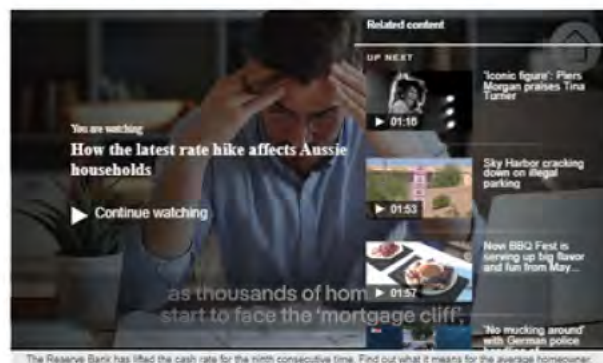 Related content
UP NEXT
'Iconic figure': Piers
Morgan praises Tina
Turner
01:16
You are watching
How the latest rate hike affects Aussie
households
Continue watching
Sky Harbor cracking
down on illegal
parking
01:53
Novi BBQ Fest is
serving up big flavor
and fun from May...
01:57
as thousands of hom
start to face the 'mortgage cliff',
'No mucking around'
with German police
The Reserve Bank has lifted the cash rate for the ninth consecutive time. Find out what it means for the average homeowner.